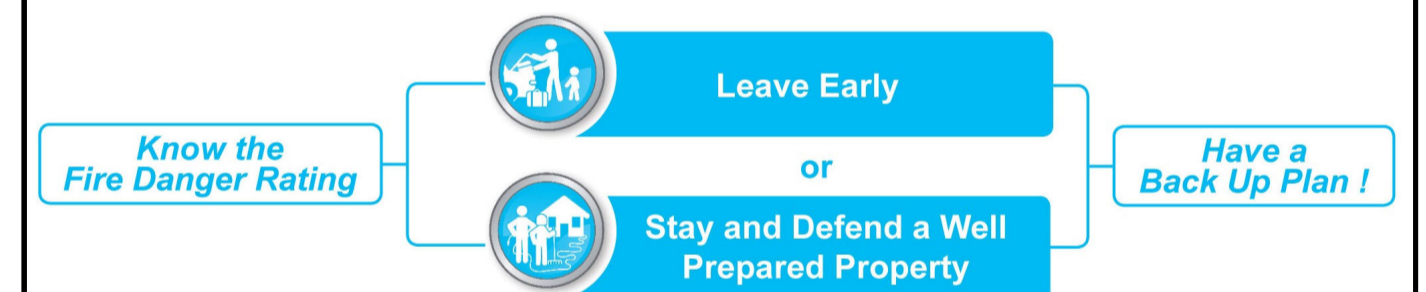 Know the
Fire Danger Rating
Leave Early
or
Stay and Defend a Well
Prepared Property
Have a
Back Up Plan !